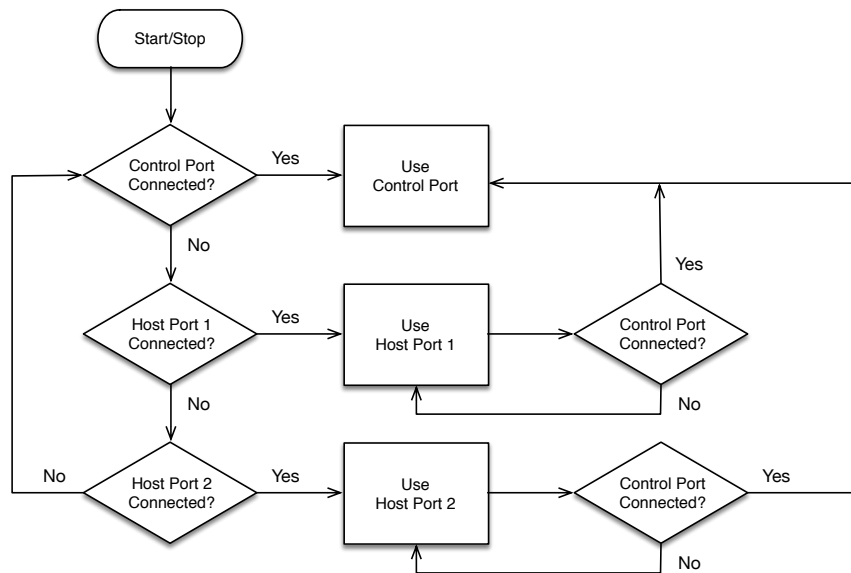 Start/Stop
Control Port
Connected?
Yes
Use
Control Port
No
Yes
Host Port 1
Connected?
Yes
Use
Host Port 1
Control Port
Connected?
No
No
No
Host Port 2
Connected?
Yes
Use
Host Port 2
Control Port
Connected?
Yes
No